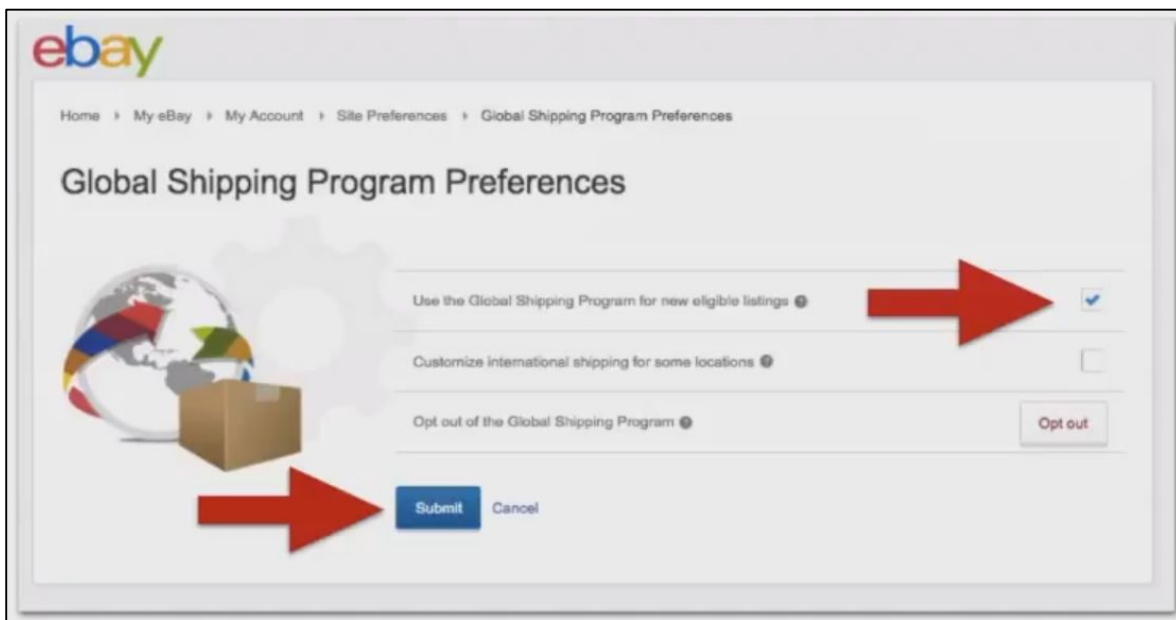 ebay
Home › My eBay › My Account › Site Preferences › Global Shipping Program Preferences
Global Shipping Program Preferences
Use the Global Shipping Program for new eligible listings
Customize international shipping for some locations
Opt out of the Global Shipping Program
Opt out
Submit Cancel